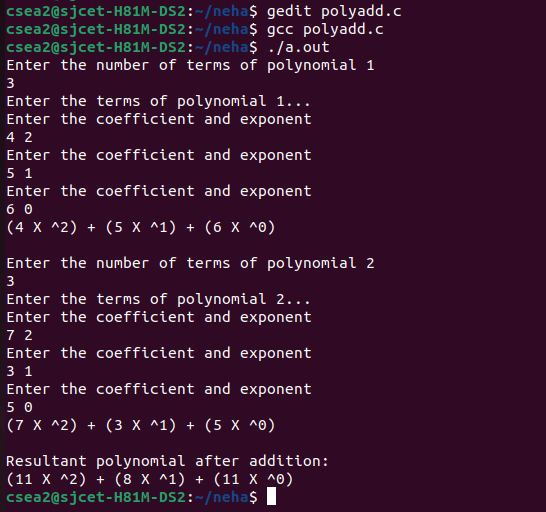 csea2@sjcet-H81M-DS2:~/neha$ gedit polyadd.c
csea2@sjcet-H81M-DS2:~/neha$ gcc polyadd.c
csea2@sjcet-H81M-DS2:~/neha$ ./a.out
Enter the number of terms of polynomial 1
3
Enter the terms of polynomial 1...
Enter the coefficient and exponent
4 2
Enter the coefficient and exponent
5 1
Enter the coefficient and exponent
6 0
(4 X ^2) + (5 X ^1) + (6 X ^0)
Enter the number of terms of polynomial 2
3
Enter the terms of polynomial 2...
Enter the coefficient and exponent
7 2
Enter the coefficient and exponent
3 1
Enter the coefficient and exponent
5 0
(7 X ^2) + (3 X ^1) + (5 X ^0)
Resultant polynomial after addition:
(11 X ^2) + (8 X ^1) + (11 X ^0)
csea2@sjcet-H81M-DS2:~/neha$